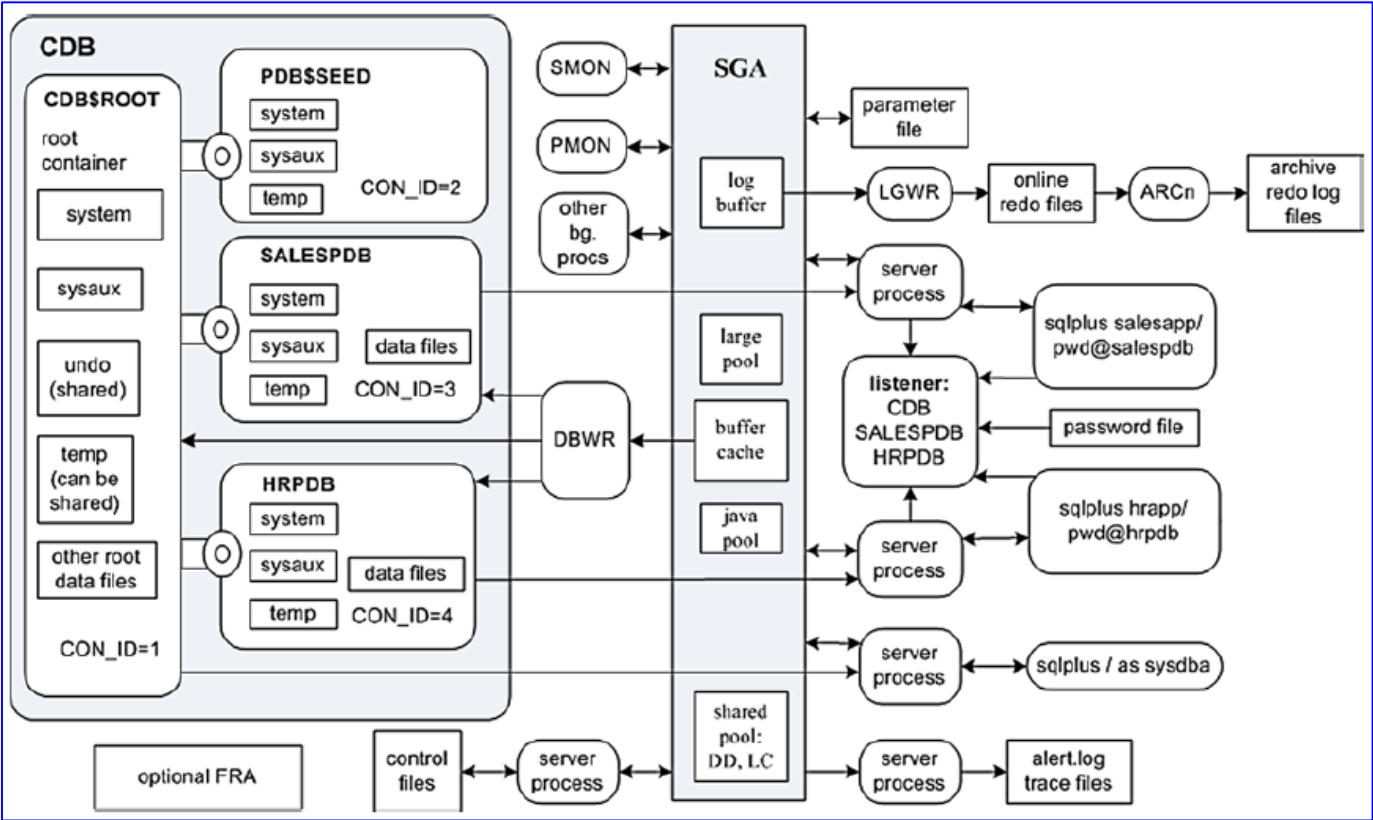 CDB
CDB$ROOT
root
container
system
sysaux
undo
(shared)
temp
(can be
shared)
other root
data files
CON_ID=1
PDB$SEED
system
sysaux
temp
CON_ID=2
SALESPDB
system
sysaux
data files
temp
CON_ID=3
HRPDB
system
sysaux
data files
temp
CON_ID=4
optional FRA
control
files
server
process
SMON
PMON
other
bg.
procs
DBWR
SGA
log
buffer
large
pool
buffer
cache
java
pool
shared
pool:
DD, LC
parameter
file
LGWR
online
redo files
ARCn
archive
redo log
files
server
process
sqlplus salesapp/
pwd@salespdb
listener:
CDB
SALESPDB
HRPDB
password file
sqlplus hrapp/
pwd@hrpdb
server
process
server
process
sqlplus / as sysdba
server
process
alert.log
trace files